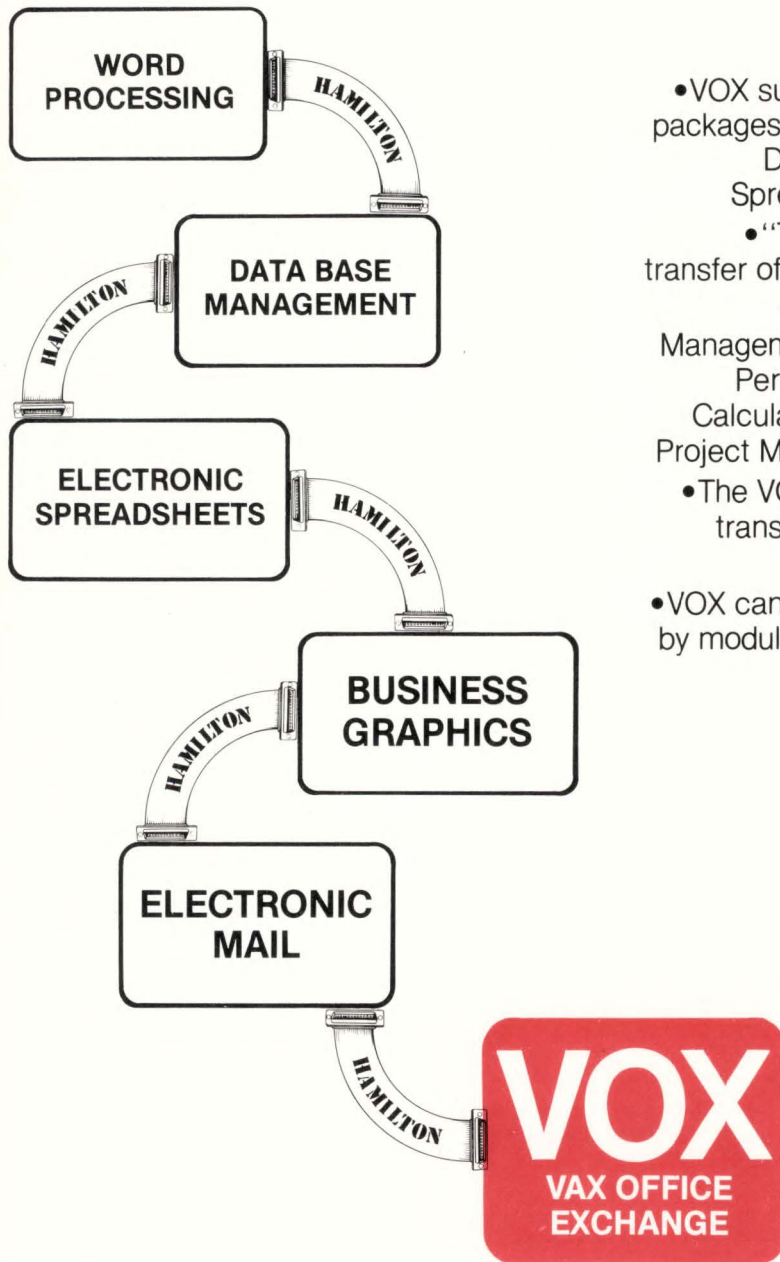 WORD
PROCESSING
HAMILTON
DATA BASE
MANAGEMENT
HAMILTON
ELECTRONIC
SPREADSHEETS
HAMILTON
BUSINESS
GRAPHICS
HAMILTON
ELECTRONIC
MAIL
HAMILTON
VOX
VAX OFFICE
EXCHANGE
•VOX su
packages
D
Spre
•“T
transfer of
Managemen
Per
Calcula
Project M
•The VO
trans
•VOX can
by modul